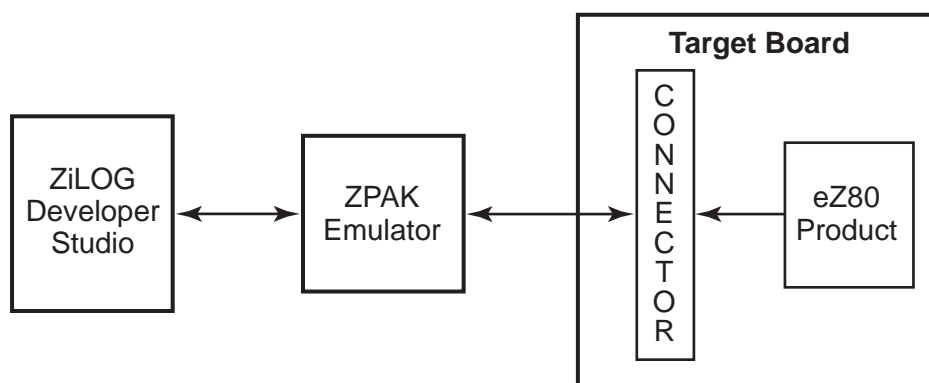 Target Board
ZiLOG
Developer
Studio
ZPAK
Emulator
C
O
N
N
E
C
T
O
R
eZ80
Product